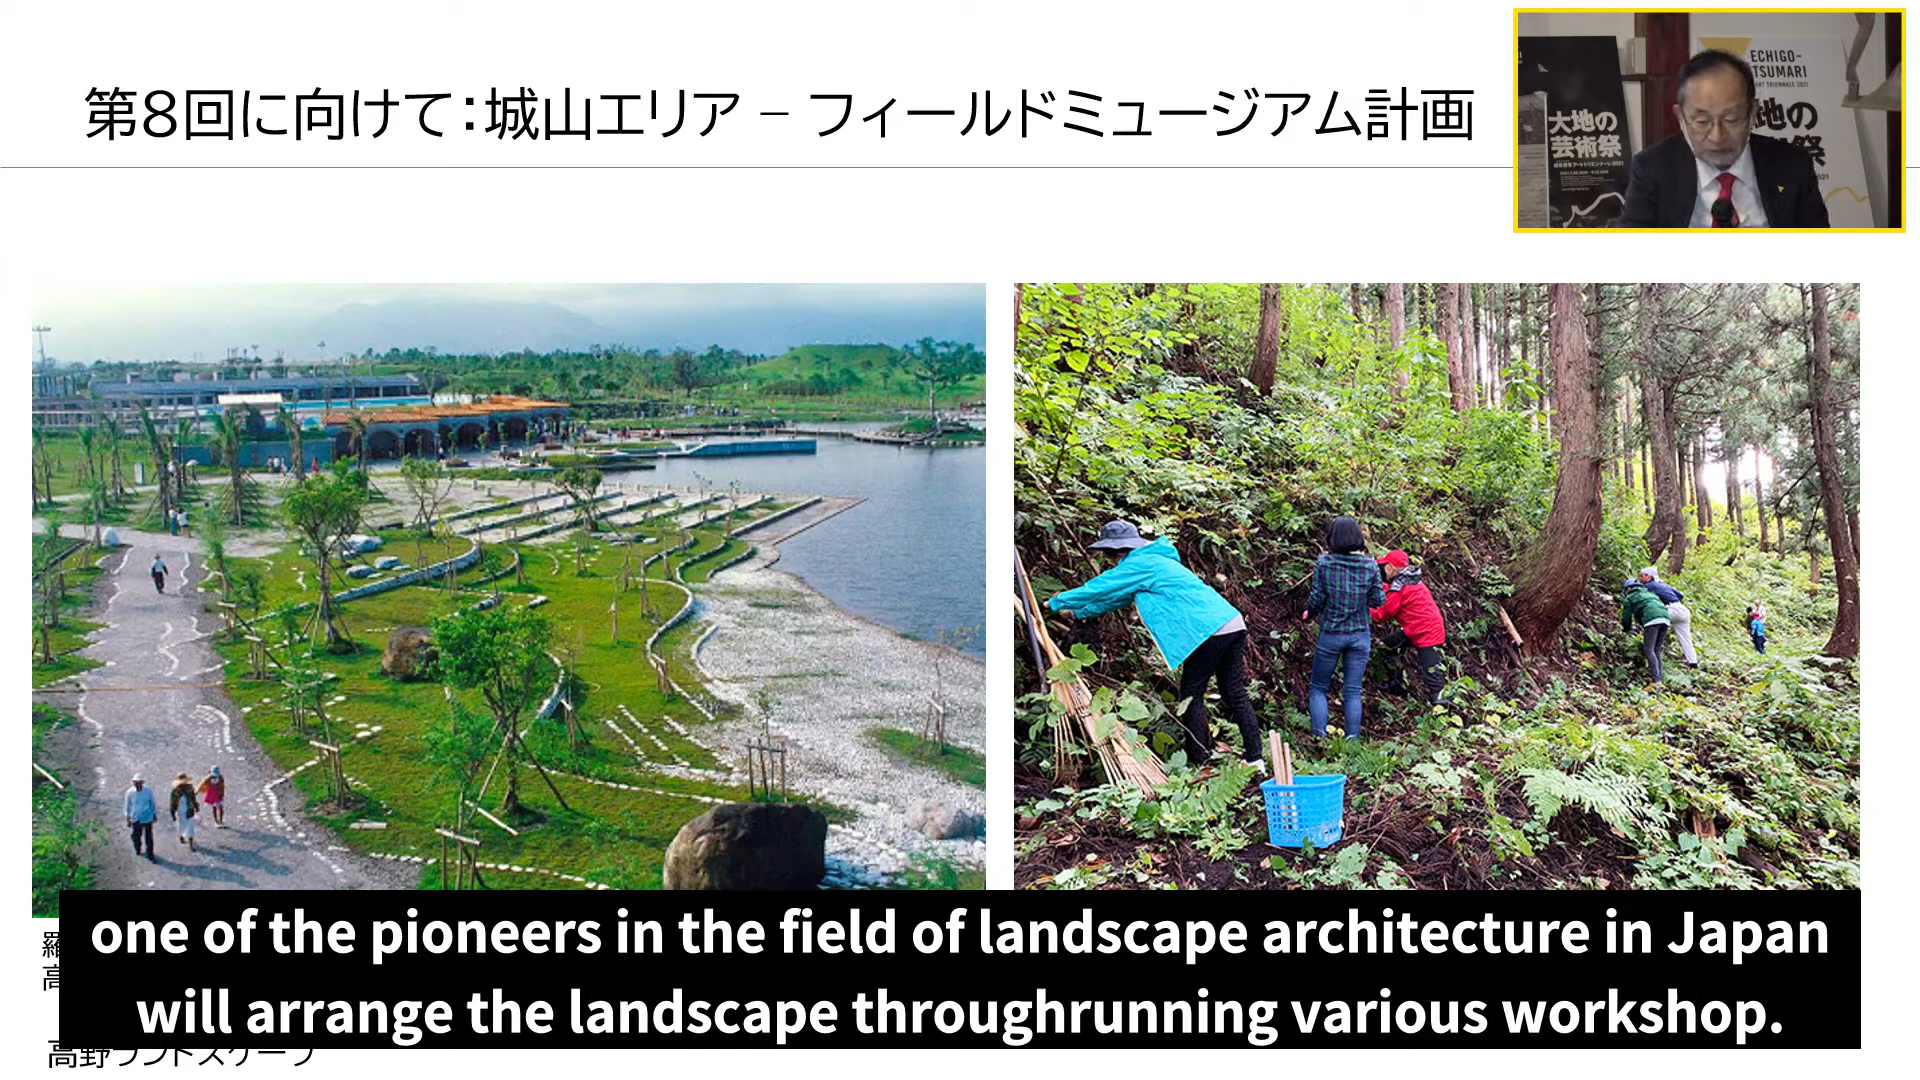 第8回に向けて：城山エリア – フィールドミュージアム計画
ECHIGO-
TSUMARI
ART TRIENNALE 2021
大地の
芸術祭
地の
祭
2021
one of the pioneers in the field of landscape architecture in Japan
will arrange the landscape throughrunning various workshop.
羅
高
高野ランドスケープ